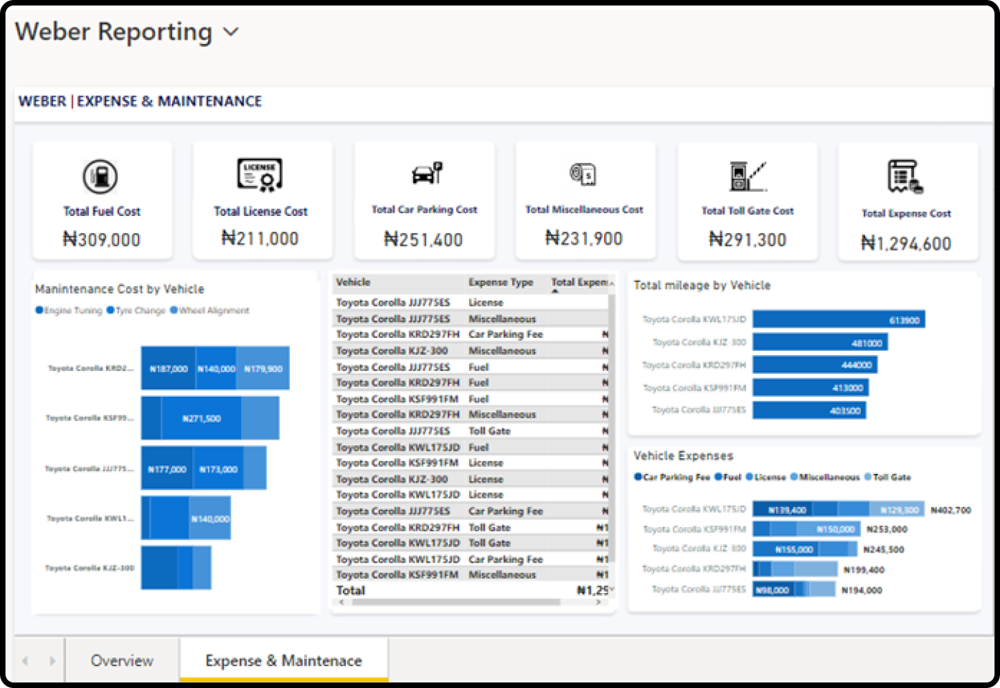 Weber Reporting
WEBER | EXPENSE & MAINTENANCE
LICENSE
Total Fuel Cost
₦309,000
Total License Cost
₦211,000
Total Car Parking Cost
₦251,400
Total Miscellaneous Cost
₦231,900
Total Toll Gate Cost
₦291,300
Total Expense Cost
₦1,294,600
Manintenance Cost by Vehicle
Engine Tuning Tyre Change Wheel Alignment
Toyota Corolla KRD2... ₦187,000 ₦140,000 ₦179,900
Toyota Corolla KSF99... ₦271,500
Toyota Corolla JJJ775... ₦177,000 ₦173,000
Toyota Corolla KWL1... ₦140,000
Toyota Corolla KJZ-300
Vehicle Expense Type Total Expen
Toyota Corolla JJJ775ES License
Toyota Corolla JJJ775ES Miscellaneous
Toyota Corolla KRD297FH Car Parking Fee ₦
Toyota Corolla KJZ-300 Miscellaneous ₦
Toyota Corolla JJJ775ES Fuel ₦
Toyota Corolla KRD297FH Fuel ₦
Toyota Corolla KSF991FM Fuel ₦
Toyota Corolla KRD297FH Miscellaneous ₦
Toyota Corolla JJJ775ES Toll Gate ₦
Toyota Corolla KWL175JD Fuel ₦
Toyota Corolla KSF991FM License ₦
Toyota Corolla KJZ-300 License ₦
Toyota Corolla KWL175JD License ₦
Toyota Corolla JJJ775ES Car Parking Fee ₦
Toyota Corolla KRD297FH Toll Gate ₦1
Toyota Corolla KWL175JD Toll Gate ₦1
Toyota Corolla KWL175JD Car Parking Fee ₦1
Toyota Corolla KSF991FM Miscellaneous ₦1
Total ₦1,29
Total mileage by Vehicle
Toyota Corolla KWL175JD 613900
Toyota Corolla KJZ-300 481000
Toyota Corolla KRD297FH 444000
Toyota Corolla KSF991FM 413000
Toyota Corolla JJJ775ES 403500
Vehicle Expenses
Car Parking Fee Fuel License Miscellaneous Toll Gate
Toyota Corolla KWL175JD ₦139,400 ₦129,300 ₦402,700
Toyota Corolla KSF991FM ₦150,000 ₦253,000
Toyota Corolla KJZ-300 ₦155,000 ₦245,500
Toyota Corolla KRD297FH ₦199,400
Toyota Corolla JJJ775ES ₦98,000 ₦194,000
Overview
Expense & Maintenace